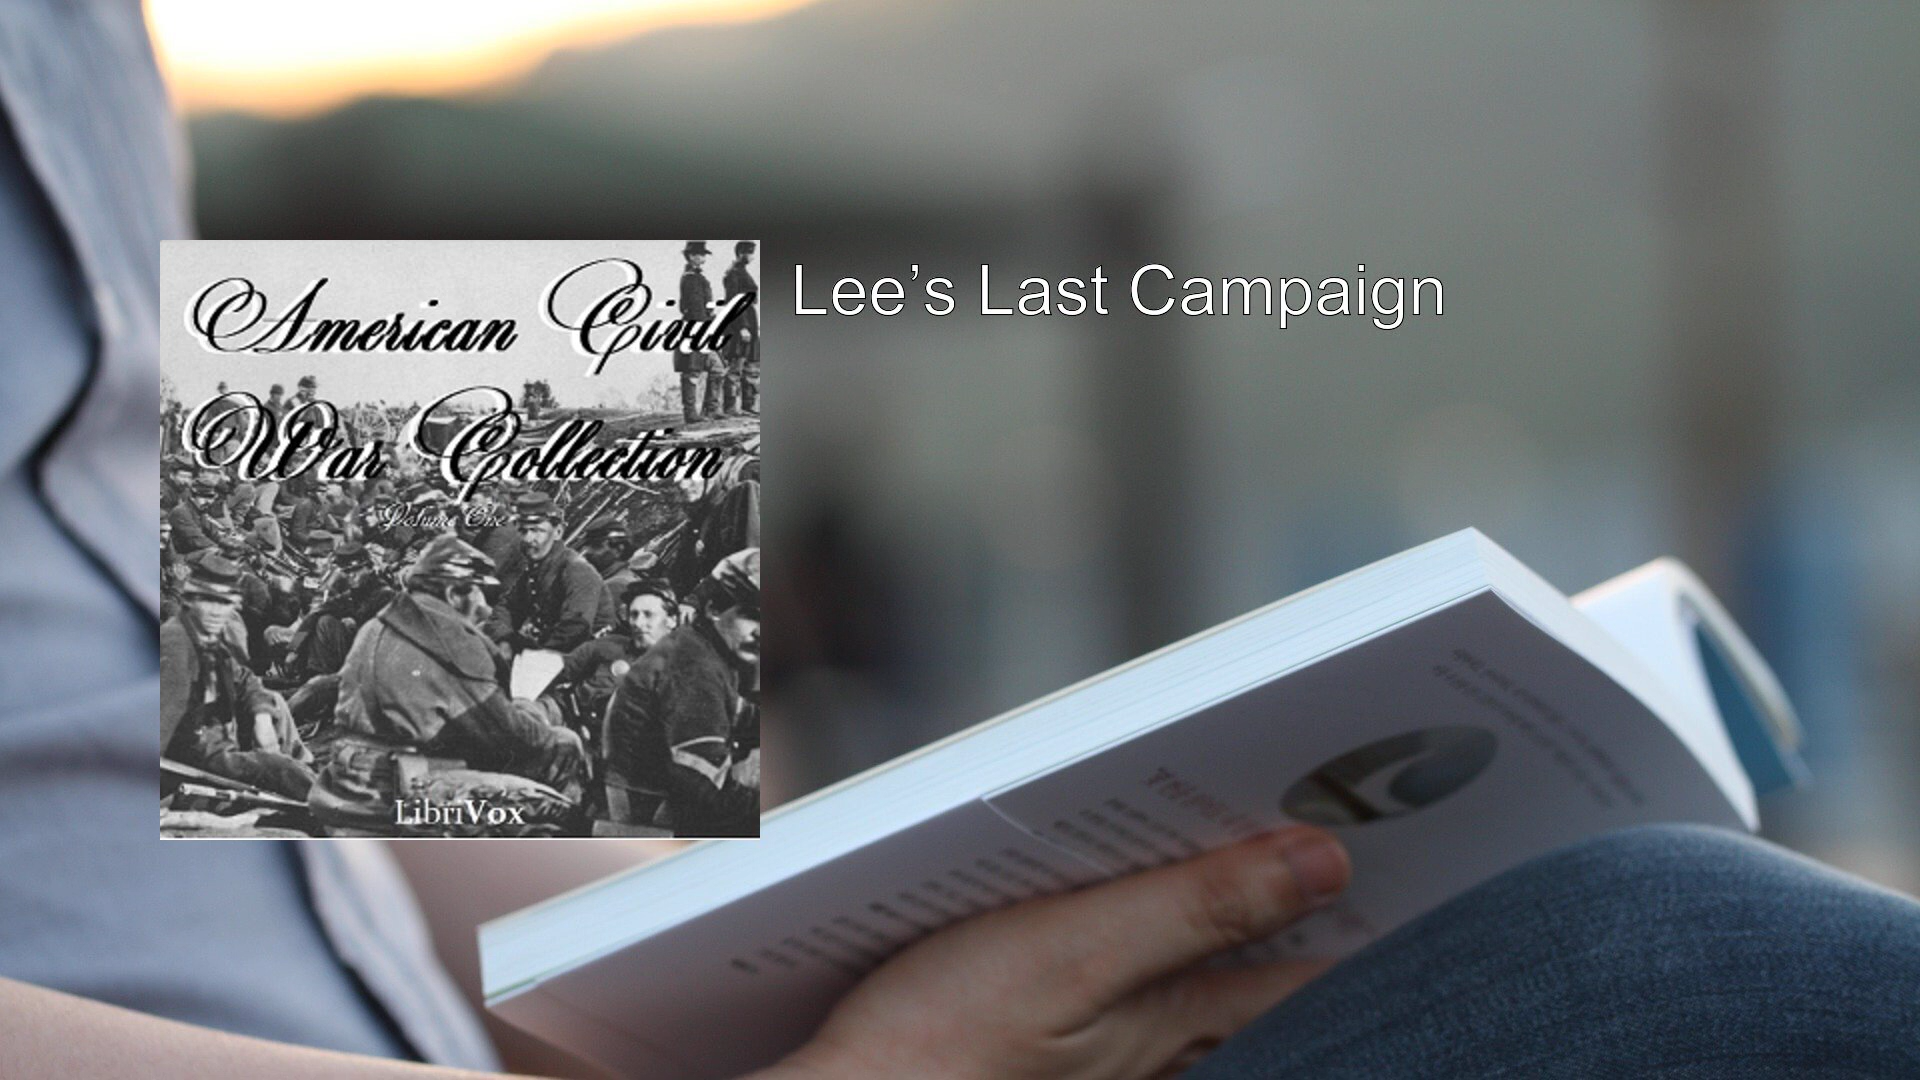 American Civil
War Collection
Volume One
LibriVox
Lee’s Last Campaign